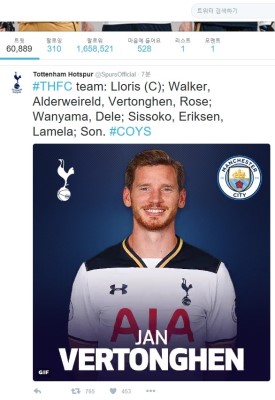 트위터 검색하기
트윗 팔로잉 팔로워 마음에 들어요 리스트 모멘트
60,889 310 1,658,521 528 1 1
Tottenham Hotspur @SpursOfficial · 7분
#THFC team: Lloris (C); Walker,
Alderweireld, Vertonghen, Rose;
Wanyama, Dele; Sissoko, Eriksen,
Lamela; Son. #COYS
MANCHESTER
CITY
AIA
JAN
VERTONGHEN
GIF
453